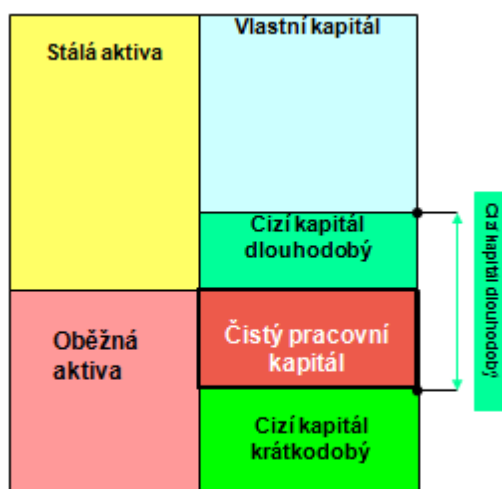 Stálá aktiva
Vlastní kapitál
Cizí kapitál
dlouhodobý
Oběžná
aktiva
Čistý pracovní
kapitál
Cizí kapitál
krátkodobý
Cizí kapitál dlouhodobý